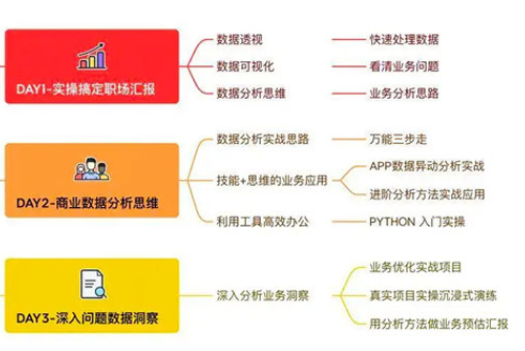 DAY1-实操搞定职场汇报
数据透视
快速处理数据
数据可视化
看清业务问题
数据分析思维
业务分析思路
DAY2-商业数据分析思维
数据分析实战思路
万能三步走
技能+思维的业务应用
APP数据异动分析实战
进阶分析方法实战应用
利用工具高效办公
PYTHON 入门实操
DAY3-深入问题数据洞察
深入分析业务洞察
业务优化实战项目
真实项目实操沉浸式演练
用分析方法做业务预估汇报